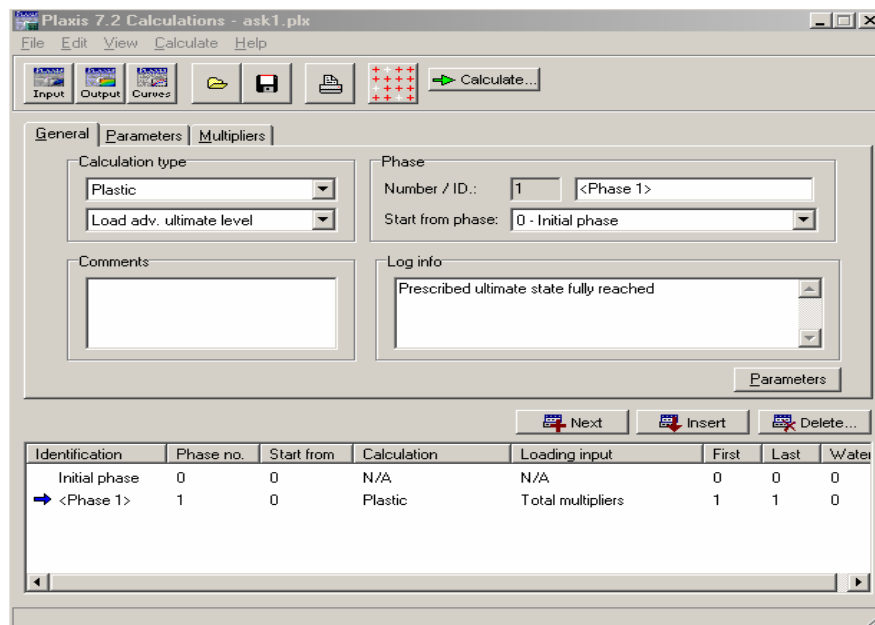 Plaxis 7.2 Calculations - ask1.plx
File Edit View Calculate Help
Input Output Curves Calculate...
General Parameters Multipliers
Calculation type
Plastic
Load adv. ultimate level
Phase
Number / ID.: 1 <Phase 1>
Start from phase: 0 - Initial phase
Comments
Log info
Prescribed ultimate state fully reached
Parameters
Next Insert Delete...
Identification Phase no. Start from Calculation Loading input First Last Water
Initial phase 0 0 N/A N/A 0 0 0
<Phase 1> 1 0 Plastic Total multipliers 1 1 0